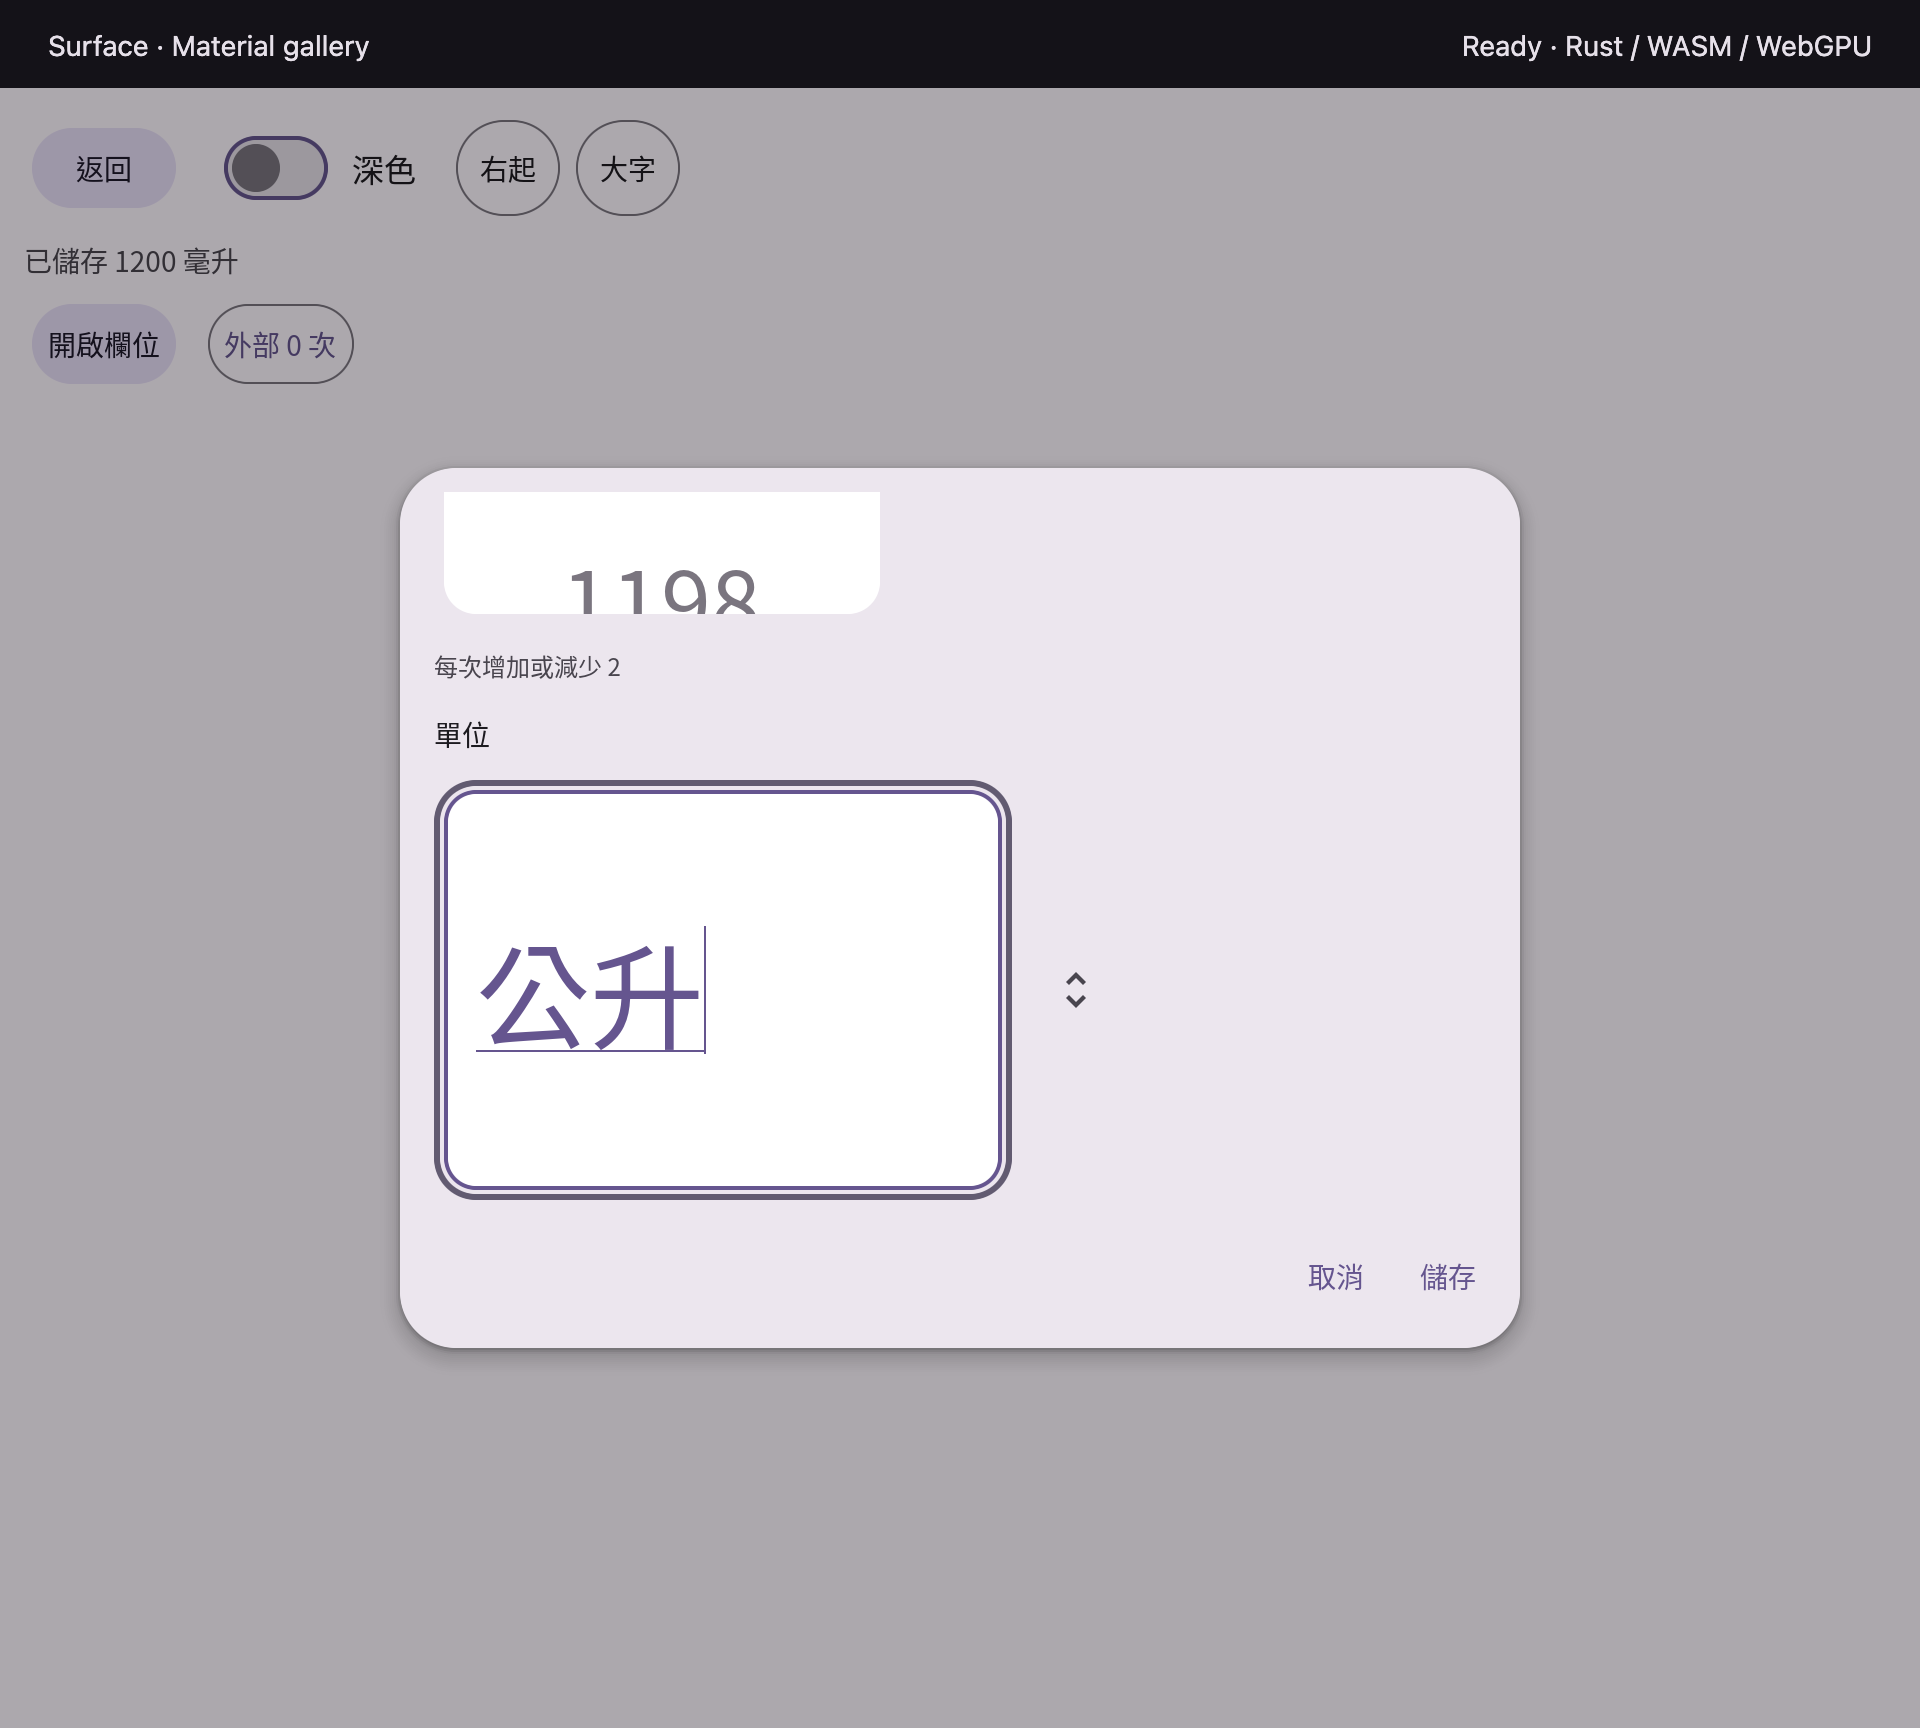 Surface · Material gallery
Ready · Rust / WASM / WebGPU
返回
深色
右起
大字
已儲存 1200 毫升
開啟欄位
外部 0 次
1198
每次增加或減少 2
單位
公升
取消
儲存